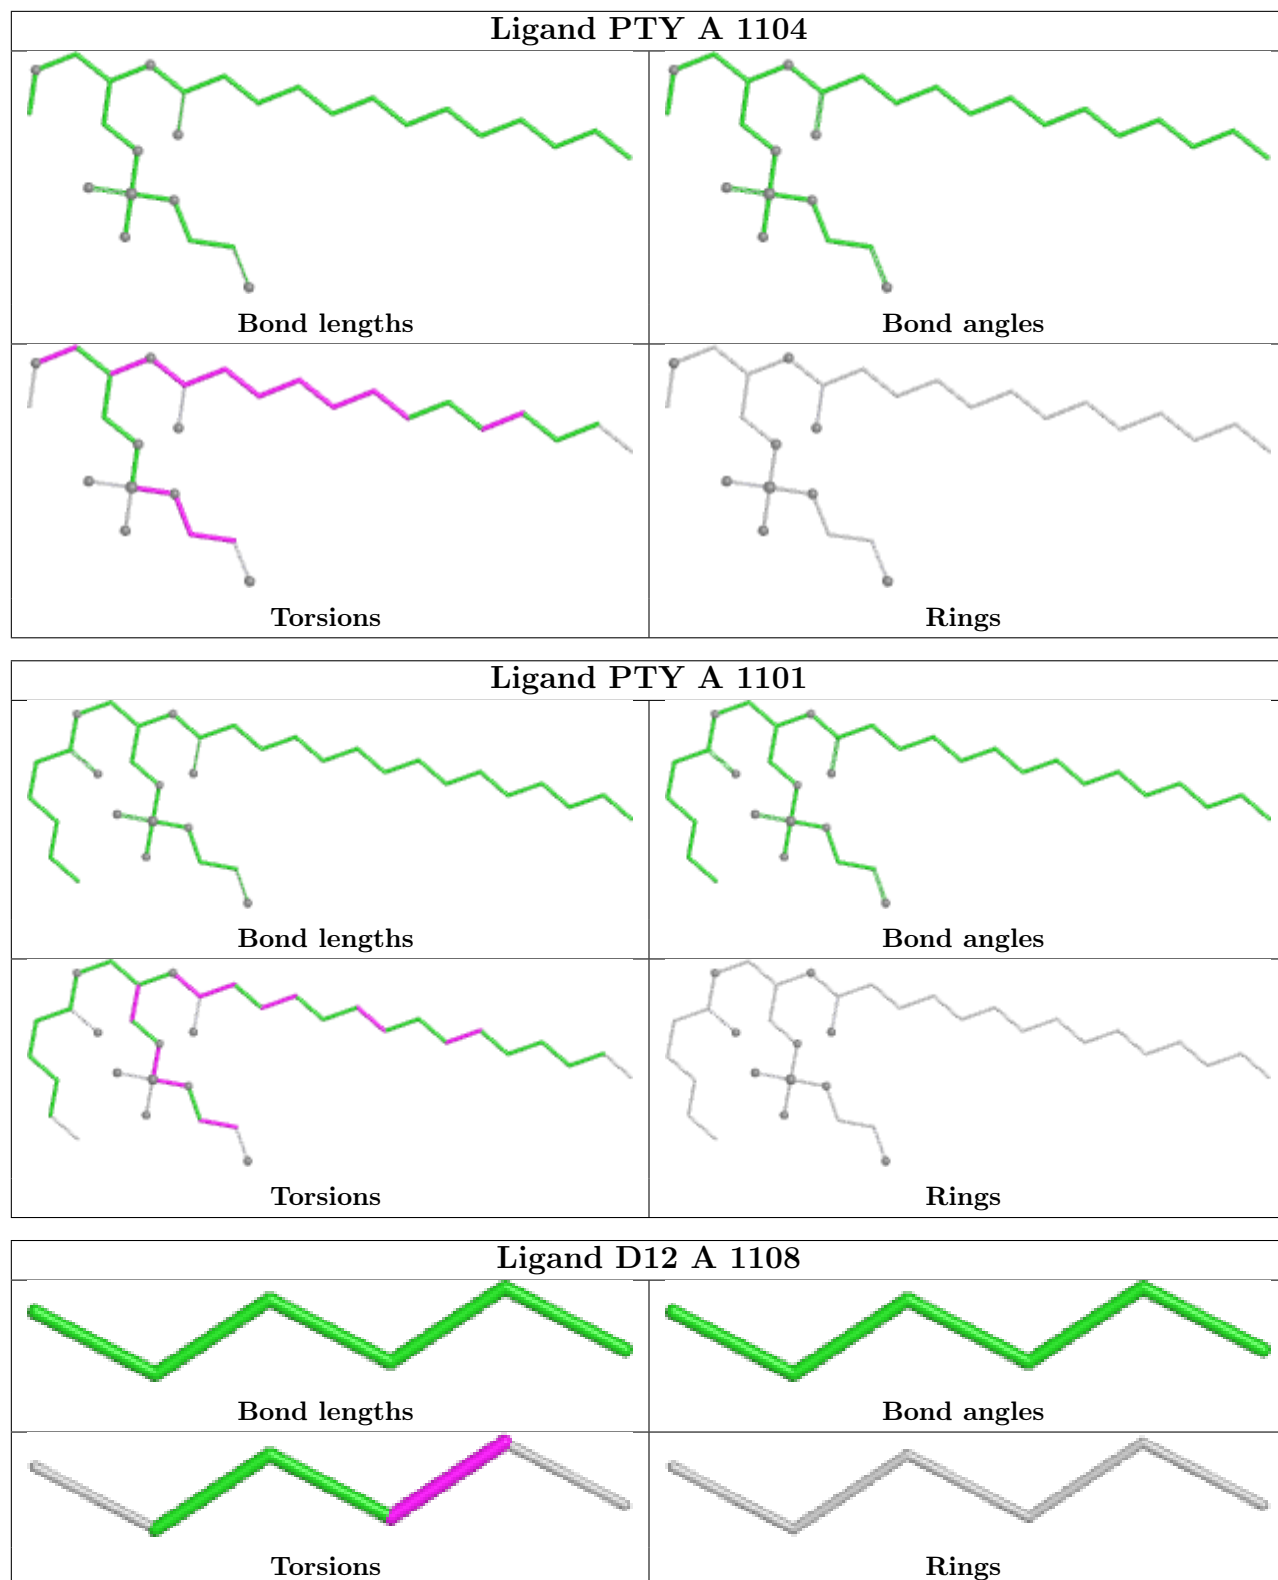 Ligand PTY A 1104
Bond lengths
Bond angles
Torsions
Rings
Ligand PTY A 1101
Bond lengths
Bond angles
Torsions
Rings
Ligand D12 A 1108
Bond lengths
Bond angles
Torsions
Rings